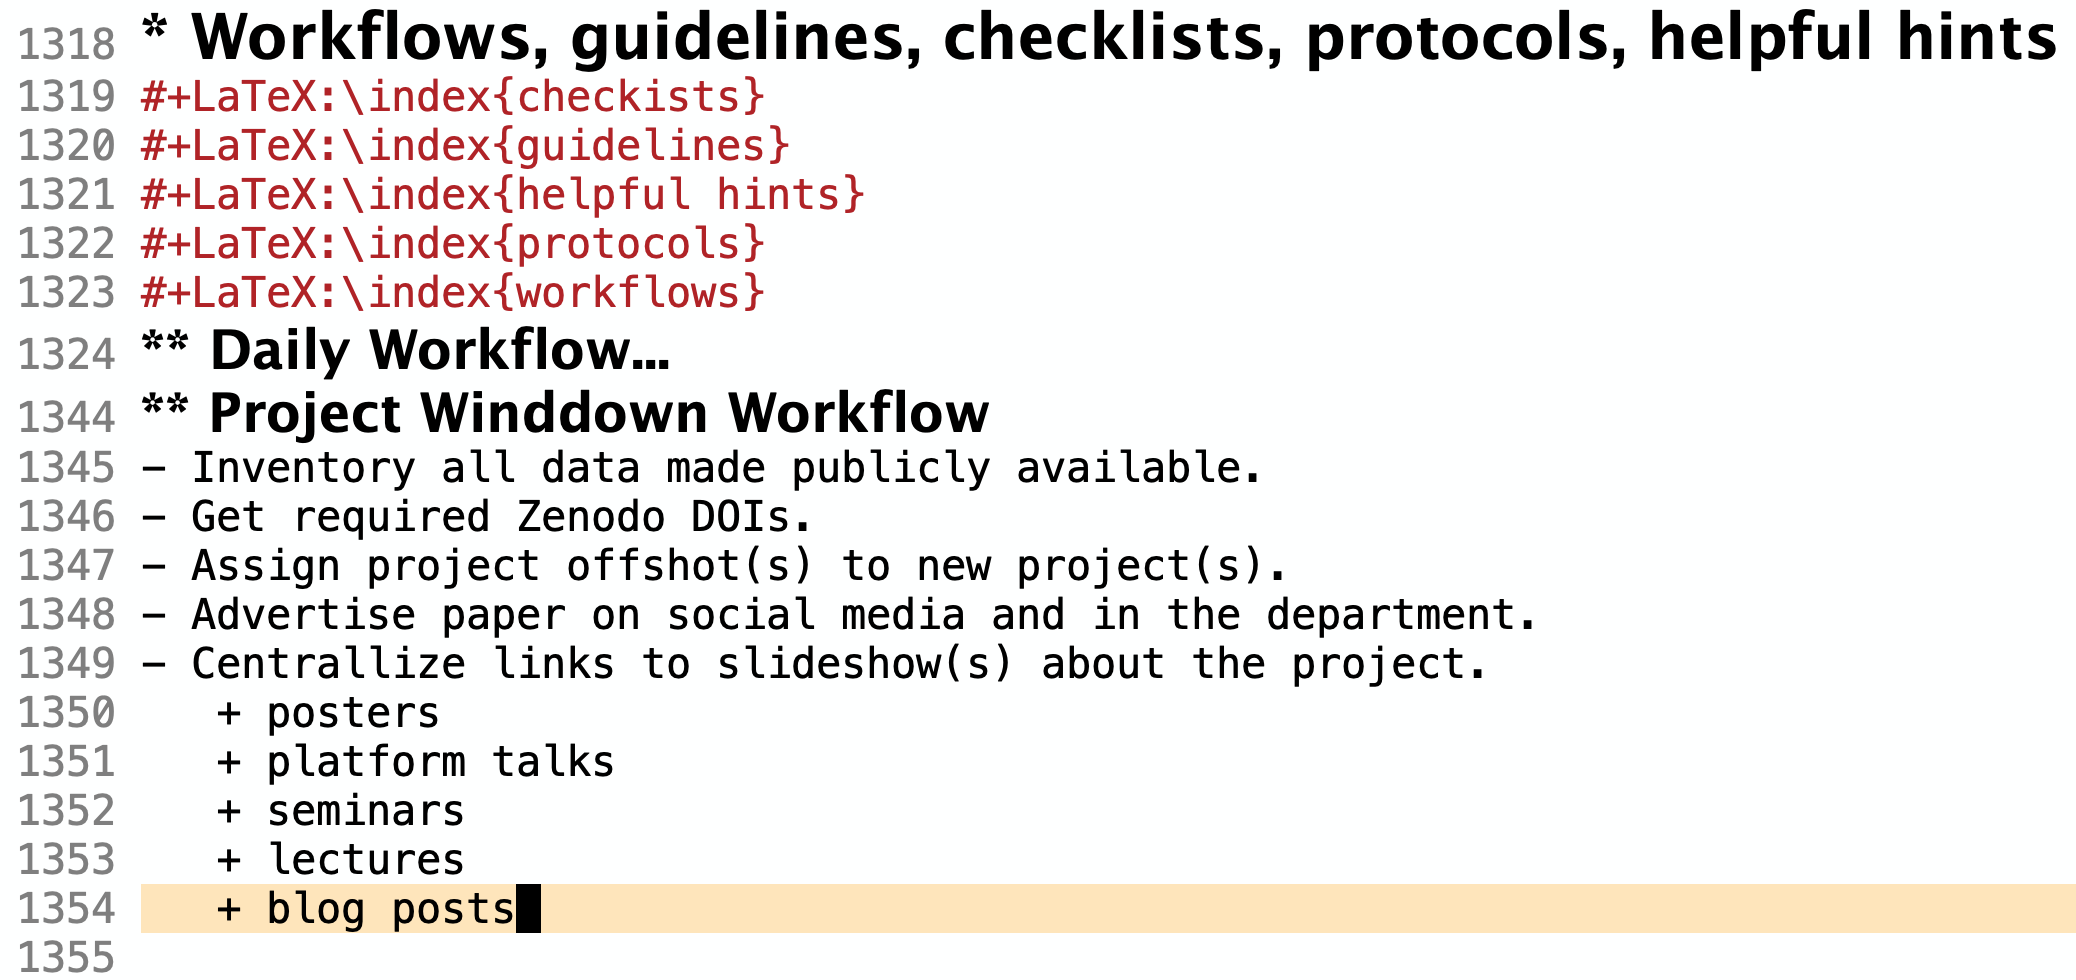 1318 * Workflows, guidelines, checklists, protocols, helpful hints
1319 #+LaTeX:\index{checkists}
1320 #+LaTeX:\index{guidelines}
1321 #+LaTeX:\index{helpful hints}
1322 #+LaTeX:\index{protocols}
1323 #+LaTeX:\index{workflows}
1324 ** Daily Workflow...
1344 ** Project Winddown Workflow
1345 – Inventory all data made publicly available.
1346 – Get required Zenodo DOIs.
1347 – Assign project offshot(s) to new project(s).
1348 – Advertise paper on social media and in the department.
1349 – Centrallize links to slideshow(s) about the project.
1350 + posters
1351 + platform talks
1352 + seminars
1353 + lectures
1354 + blog posts
1355